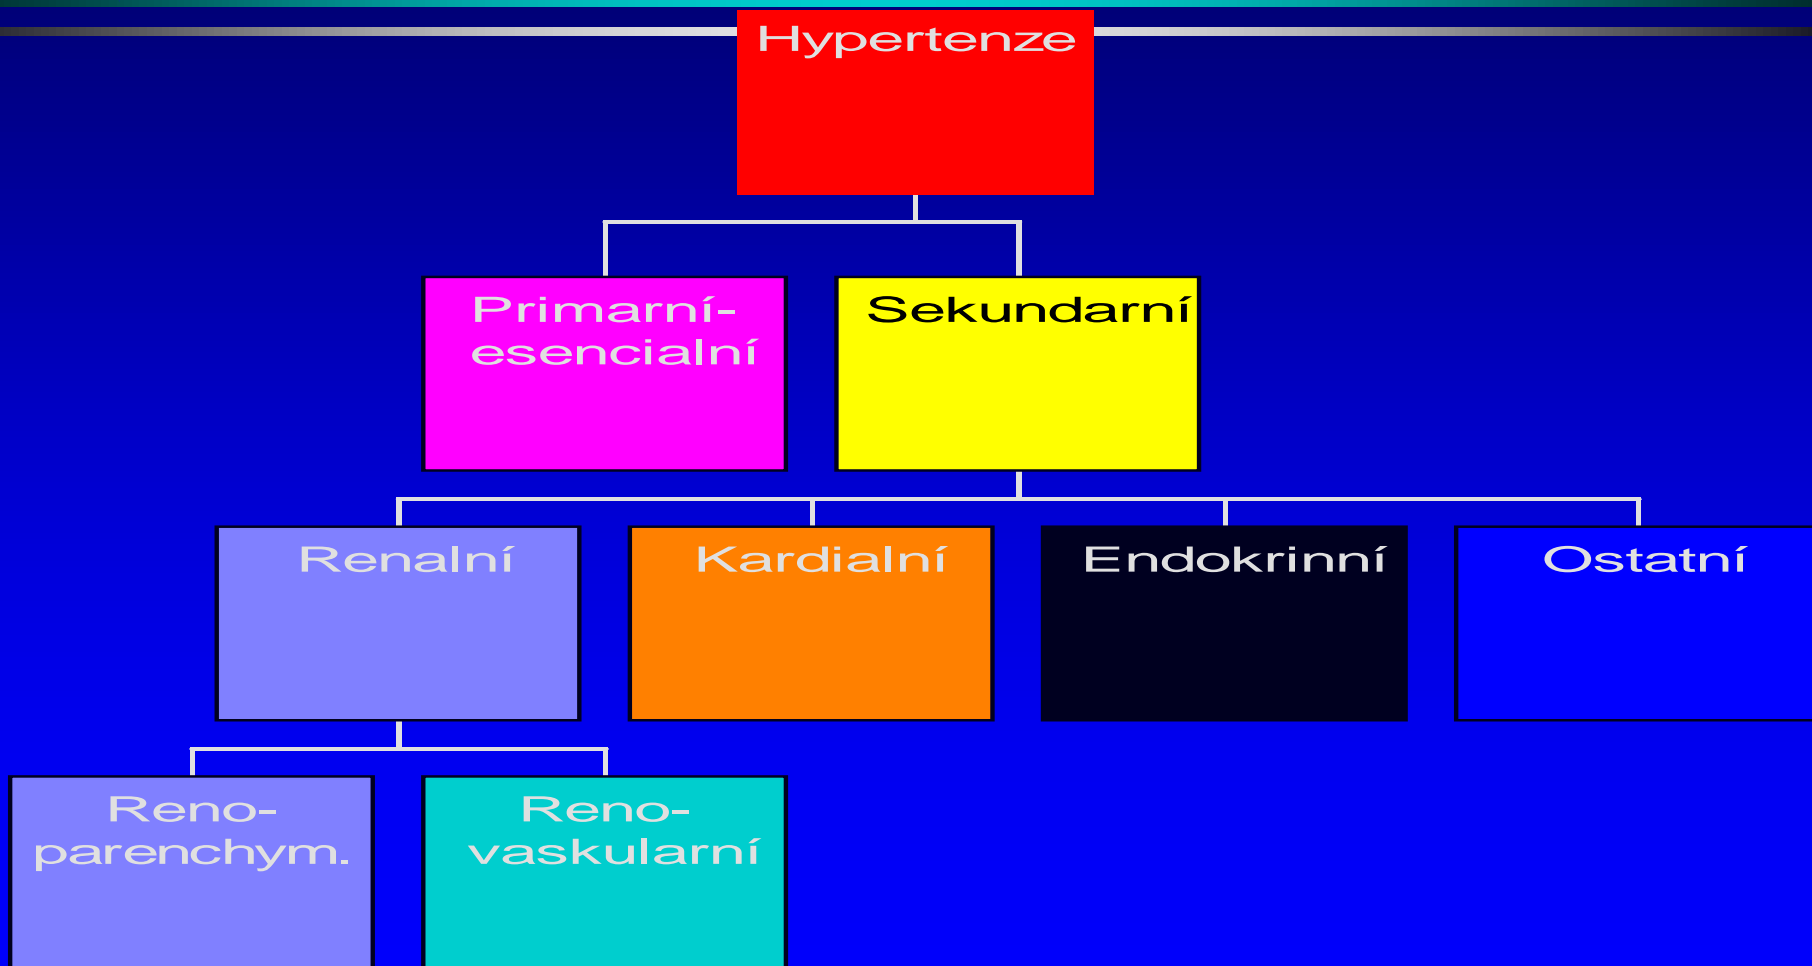 Hypertenze
Primarní-
esencialní
Sekundarní
Renalní
Kardialní
Endokrinní
Ostatní
Reno-
parenchym.
Reno-
vaskularní